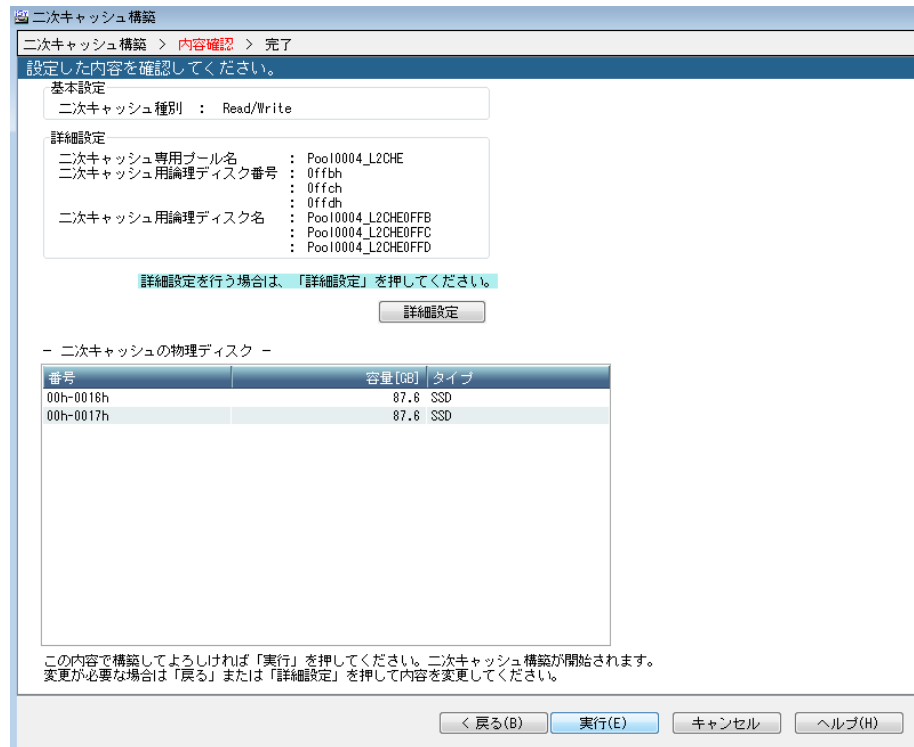 二次キャッシュ構築
二次キャッシュ構築 > 内容確認 > 完了
設定した内容を確認してください。
基本設定
二次キャッシュ種別 : Read/Write
詳細設定
二次キャッシュ専用プール名 : Pool0004_L2CHE
二次キャッシュ用論理ディスク番号 : 0ffbh
: 0ffch
: 0ffdh
二次キャッシュ用論理ディスク名 : Pool0004_L2CHE0FFB
: Pool0004_L2CHE0FFC
: Pool0004_L2CHE0FFD
詳細設定を行う場合は、「詳細設定」を押してください。
詳細設定
- 二次キャッシュの物理ディスク -
番号 容量[GB] タイプ
00h-0016h 87.6 SSD
00h-0017h 87.6 SSD
この内容で構築してよろしければ「実行」を押してください。二次キャッシュ構築が開始されます。
変更が必要な場合は「戻る」または「詳細設定」を押して内容を変更してください。
< 戻る(B) 実行(E) キャンセル ヘルプ(H)